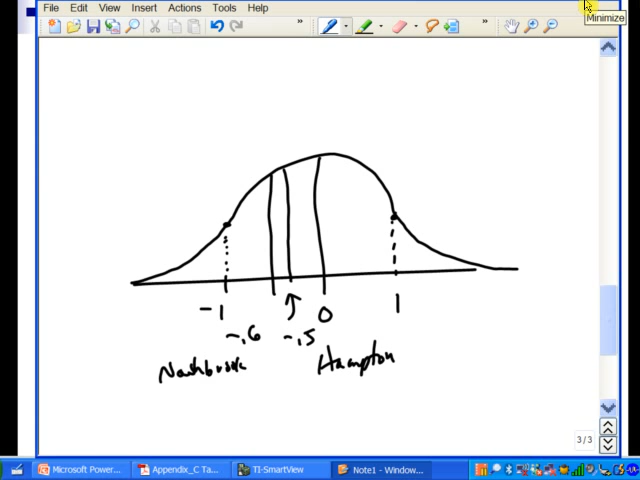 File Edit View Insert Actions Tools Help
Minimize
-1 0 1
-.6 -.5
Northbrook Hampton
3/3
Microsoft Power... Appendix_C Ta... TI-SmartView Note1 - Window...